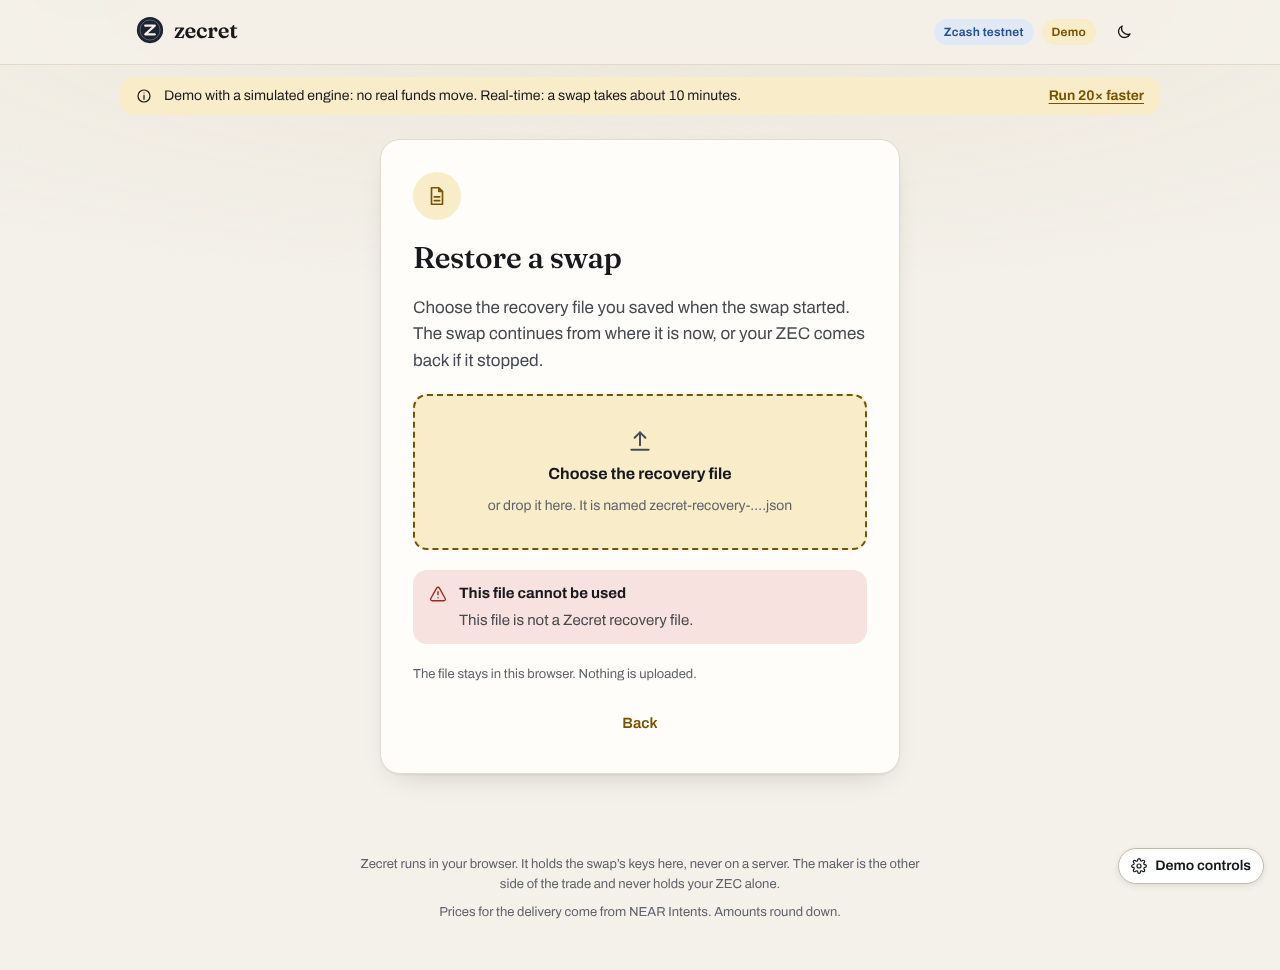 zecret
Zcash testnet
Demo
Demo with a simulated engine: no real funds move. Real-time: a swap takes about 10 minutes.
Run 20× faster
Restore a swap
Choose the recovery file you saved when the swap started.
The swap continues from where it is now, or your ZEC comes
back if it stopped.
Choose the recovery file
or drop it here. It is named zecret-recovery-….json
This file cannot be used
This file is not a Zecret recovery file.
The file stays in this browser. Nothing is uploaded.
Back
Zecret runs in your browser. It holds the swap’s keys here, never on a server. The maker is the other
side of the trade and never holds your ZEC alone.
Prices for the delivery come from NEAR Intents. Amounts round down.
Demo controls